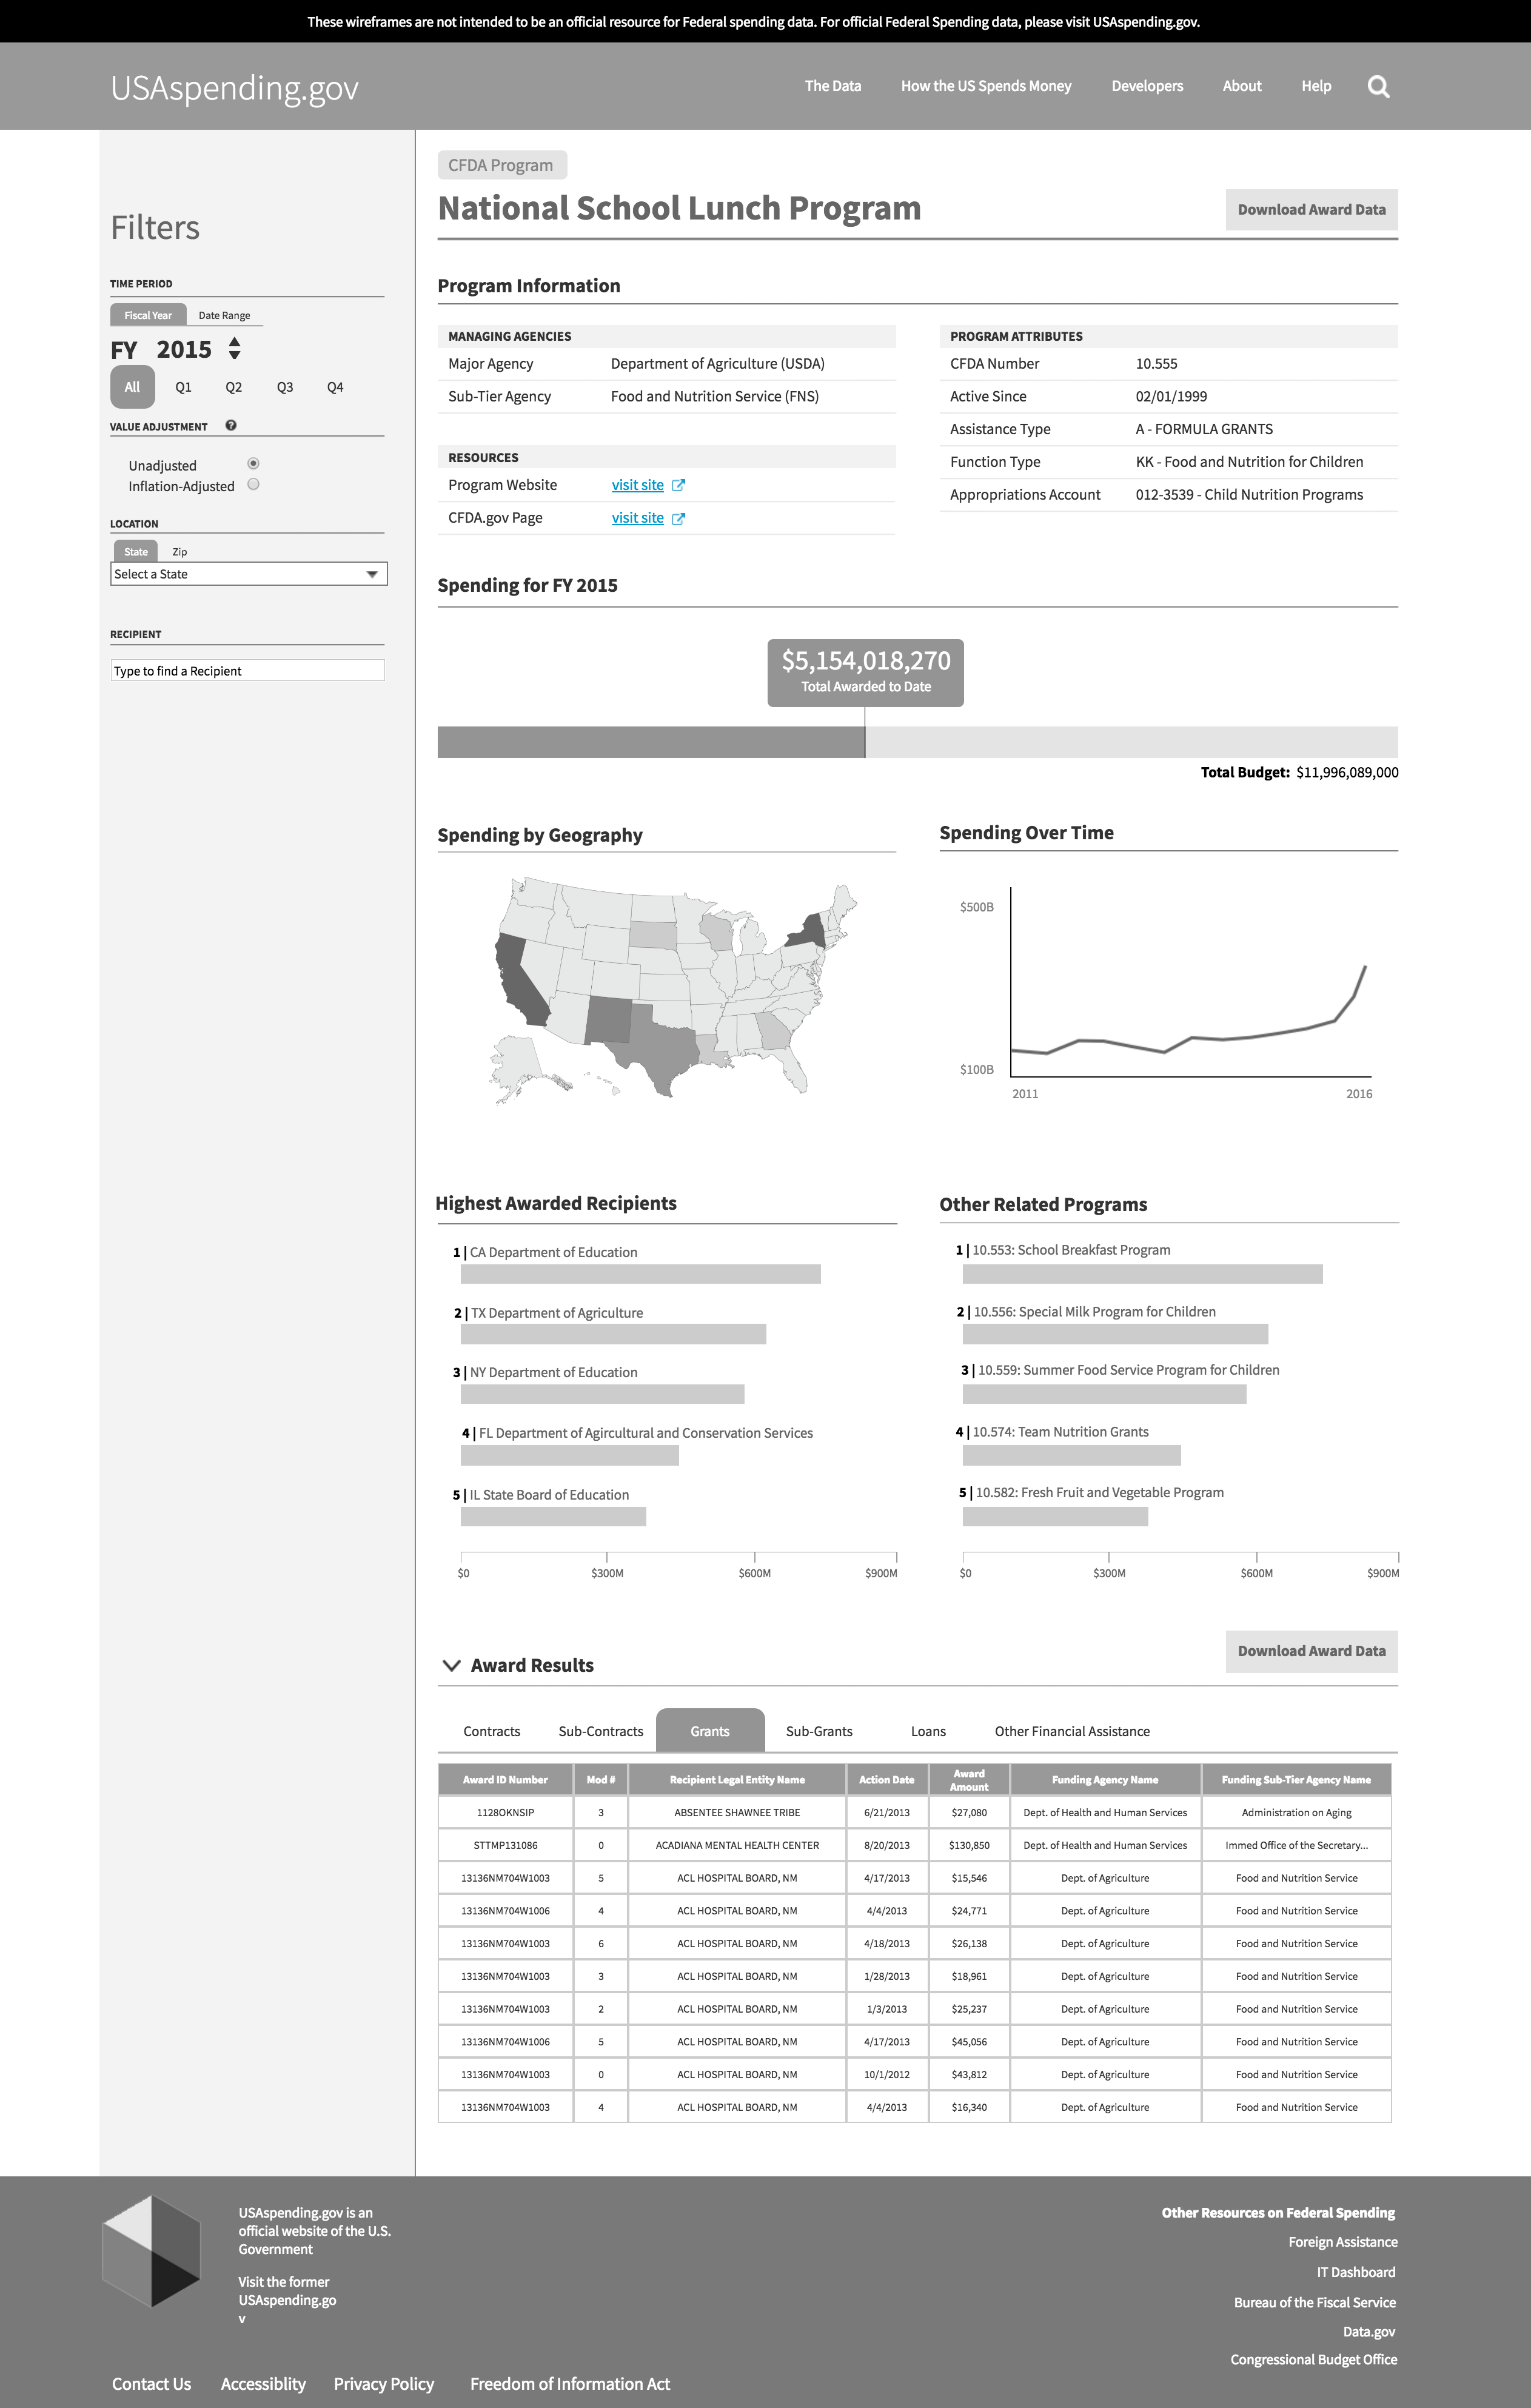 These wireframes are not intended to be an official resource for Federal spending data. For official Federal Spending data, please visit USAspending.gov.
USAspending.gov
The Data How the US Spends Money Developers About Help
Filters
TIME PERIOD
Fiscal Year Date Range
FY 2015
All Q1 Q2 Q3 Q4
VALUE ADJUSTMENT ?
Unadjusted
Inflation-Adjusted
LOCATION
State Zip
Select a State
RECIPIENT
Type to find a Recipient
CFDA Program
National School Lunch Program
Download Award Data
Program Information
MANAGING AGENCIES
Major Agency Department of Agriculture (USDA)
Sub-Tier Agency Food and Nutrition Service (FNS)
RESOURCES
Program Website visit site
CFDA.gov Page visit site
PROGRAM ATTRIBUTES
CFDA Number 10.555
Active Since 02/01/1999
Assistance Type A - FORMULA GRANTS
Function Type KK - Food and Nutrition for Children
Appropriations Account 012-3539 - Child Nutrition Programs
Spending for FY 2015
$5,154,018,270
Total Awarded to Date
Total Budget: $11,996,089,000
Spending by Geography
Spending Over Time
$500B
$100B
2011 2016
Highest Awarded Recipients
1 | CA Department of Education
2 | TX Department of Agriculture
3 | NY Department of Education
4 | FL Department of Agircultural and Conservation Services
5 | IL State Board of Education
$0 $300M $600M $900M
Other Related Programs
1 | 10.553: School Breakfast Program
2 | 10.556: Special Milk Program for Children
3 | 10.559: Summer Food Service Program for Children
4 | 10.574: Team Nutrition Grants
5 | 10.582: Fresh Fruit and Vegetable Program
$0 $300M $600M $900M
Award Results
Download Award Data
Contracts Sub-Contracts Grants Sub-Grants Loans Other Financial Assistance
Award ID Number Mod # Recipient Legal Entity Name Action Date Award Amount Funding Agency Name Funding Sub-Tier Agency Name
1128OKNSIP 3 ABSENTEE SHAWNEE TRIBE 6/21/2013 $27,080 Dept. of Health and Human Services Administration on Aging
STTMP131086 0 ACADIANA MENTAL HEALTH CENTER 8/20/2013 $130,850 Dept. of Health and Human Services Immed Office of the Secretary...
13136NM704W1003 5 ACL HOSPITAL BOARD, NM 4/17/2013 $15,546 Dept. of Agriculture Food and Nutrition Service
13136NM704W1006 4 ACL HOSPITAL BOARD, NM 4/4/2013 $24,771 Dept. of Agriculture Food and Nutrition Service
13136NM704W1003 6 ACL HOSPITAL BOARD, NM 4/18/2013 $26,138 Dept. of Agriculture Food and Nutrition Service
13136NM704W1003 3 ACL HOSPITAL BOARD, NM 1/28/2013 $18,961 Dept. of Agriculture Food and Nutrition Service
13136NM704W1003 2 ACL HOSPITAL BOARD, NM 1/3/2013 $25,237 Dept. of Agriculture Food and Nutrition Service
13136NM704W1006 5 ACL HOSPITAL BOARD, NM 4/17/2013 $45,056 Dept. of Agriculture Food and Nutrition Service
13136NM704W1003 0 ACL HOSPITAL BOARD, NM 10/1/2012 $43,812 Dept. of Agriculture Food and Nutrition Service
13136NM704W1003 4 ACL HOSPITAL BOARD, NM 4/4/2013 $16,340 Dept. of Agriculture Food and Nutrition Service
USAspending.gov is an
official website of the U.S.
Government
Visit the former
USAspending.go
v
Other Resources on Federal Spending
Foreign Assistance
IT Dashboard
Bureau of the Fiscal Service
Data.gov
Congressional Budget Office
Contact Us Accessiblity Privacy Policy Freedom of Information Act